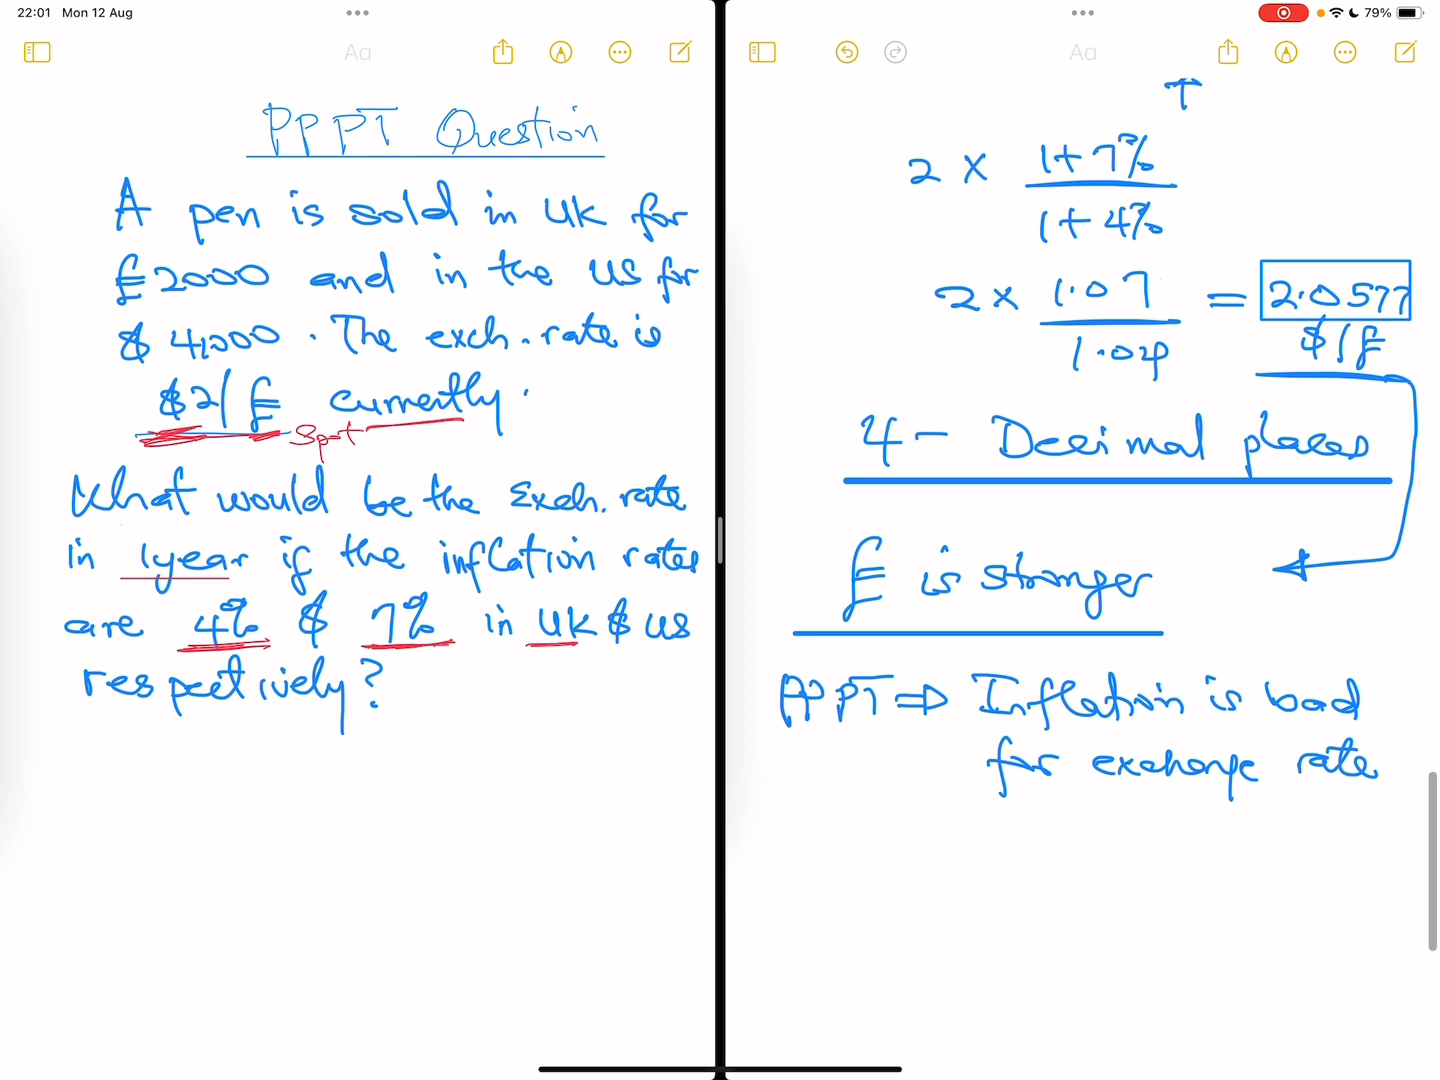 22:01 Mon 12 Aug
79%
Aa
Aa
PPPT Question
A pen is sold in UK for
£2000 and in the US for
$4,000. The exch. rate is
$2/£ currently.
Spot
What would be the Exch. rate
in 1year if the inflation rates
are 4% $ 7% in UK $ US
respectively?
2 × 1+7%
1+4%
2 × 1.07 = 2.0577
1.04 $/£
4- Decimal places
£ is stronger
PPPT ⇒ Inflation is bad
for exchange rate